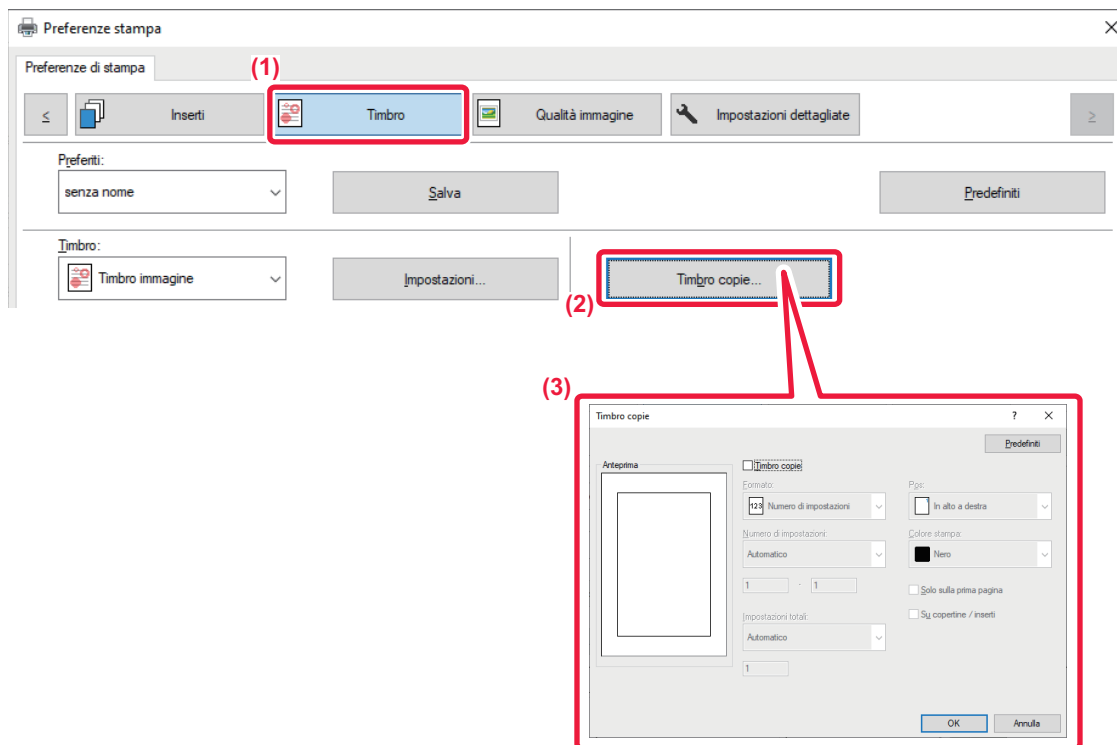 Preferenze stampa
Preferenze di stampa
(1)
< Inserti Timbro Qualità immagine Impostazioni dettagliate >
Preferiti:
senza nome Salva Predefiniti
Timbro:
Timbro immagine Impostazioni... Timbro copie...
(2)
(3)
Timbro copie ? X
Predefiniti
Anteprima Timbro copie
Formato: Pos:
123 Numero di impostazioni In alto a destra
Numero di impostazioni: Colore stampa:
Automatico Nero
1 - 1 Solo sulla prima pagina
Impostazioni totali: Su copertine / inserti
Automatico
1
OK Annulla